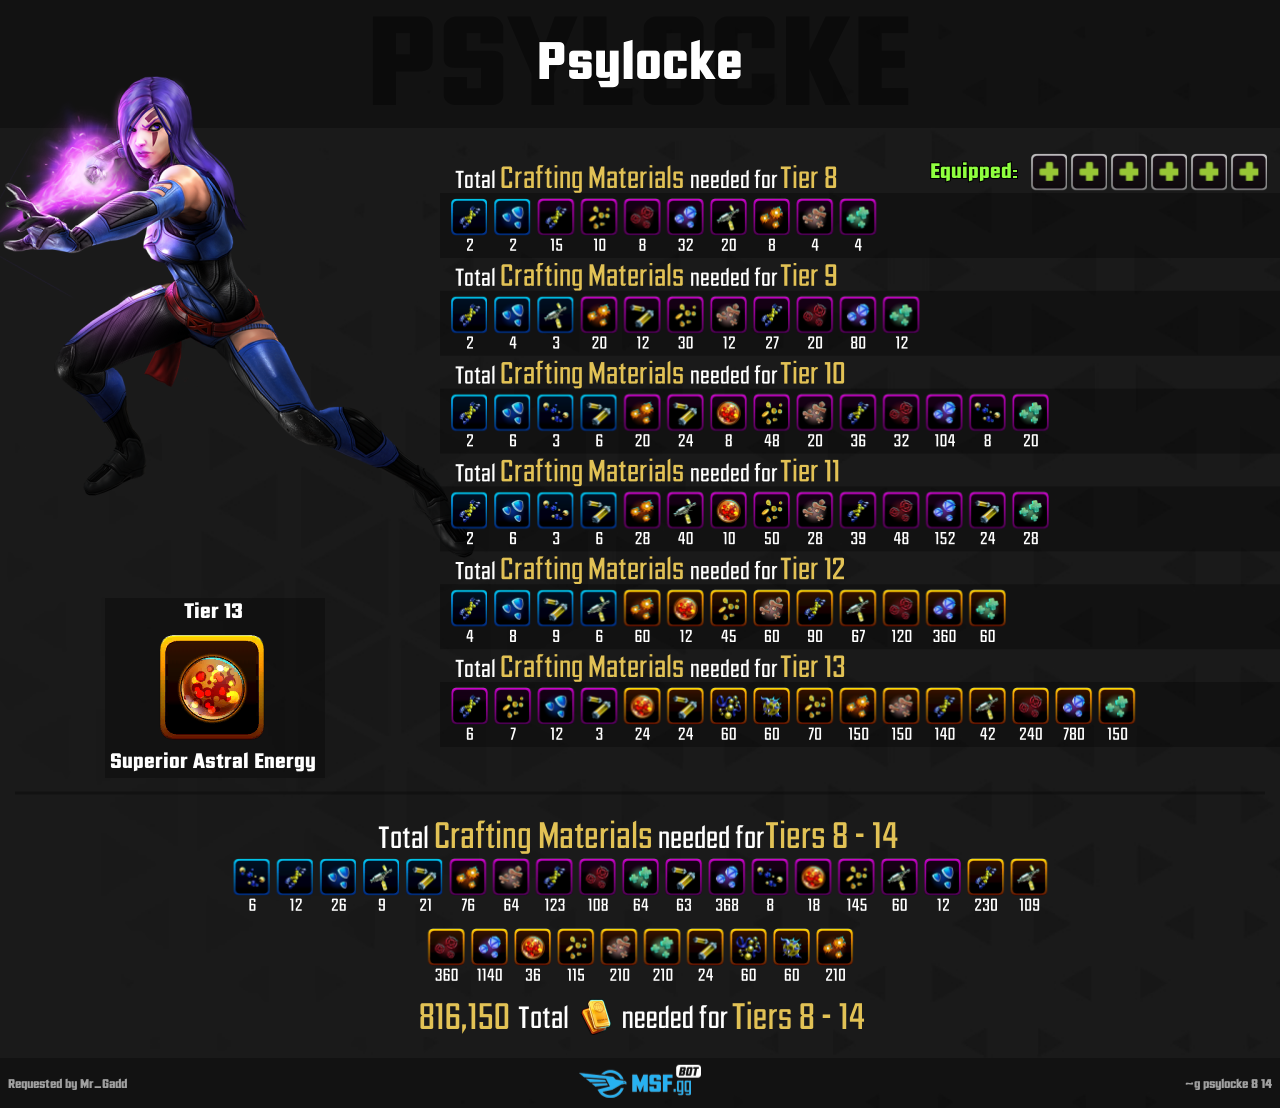 PSYLOCKE
Psylocke
Equipped:
Total Crafting Materials needed for Tier 8
2 2 15 10 8 32 20 8 4 4
Total Crafting Materials needed for Tier 9
2 4 3 20 12 30 12 27 20 80 12
Total Crafting Materials needed for Tier 10
2 6 3 6 20 24 8 48 20 36 32 104 8 20
Total Crafting Materials needed for Tier 11
2 6 3 6 28 40 10 50 28 39 48 152 24 28
Total Crafting Materials needed for Tier 12
4 8 9 6 60 12 45 60 90 67 120 360 60
Total Crafting Materials needed for Tier 13
6 7 12 3 24 24 60 60 70 150 150 140 42 240 780 150
Tier 13
Superior Astral Energy
Total Crafting Materials needed for Tiers 8 - 14
6 12 26 9 21 76 64 123 108 64 63 368 8 18 145 60 12 230 109
360 1140 36 115 210 210 24 60 60 210
816,150 Total needed for Tiers 8 - 14
Requested by Mr_Gadd
MSF.gg BOT
~g psylocke 8 14